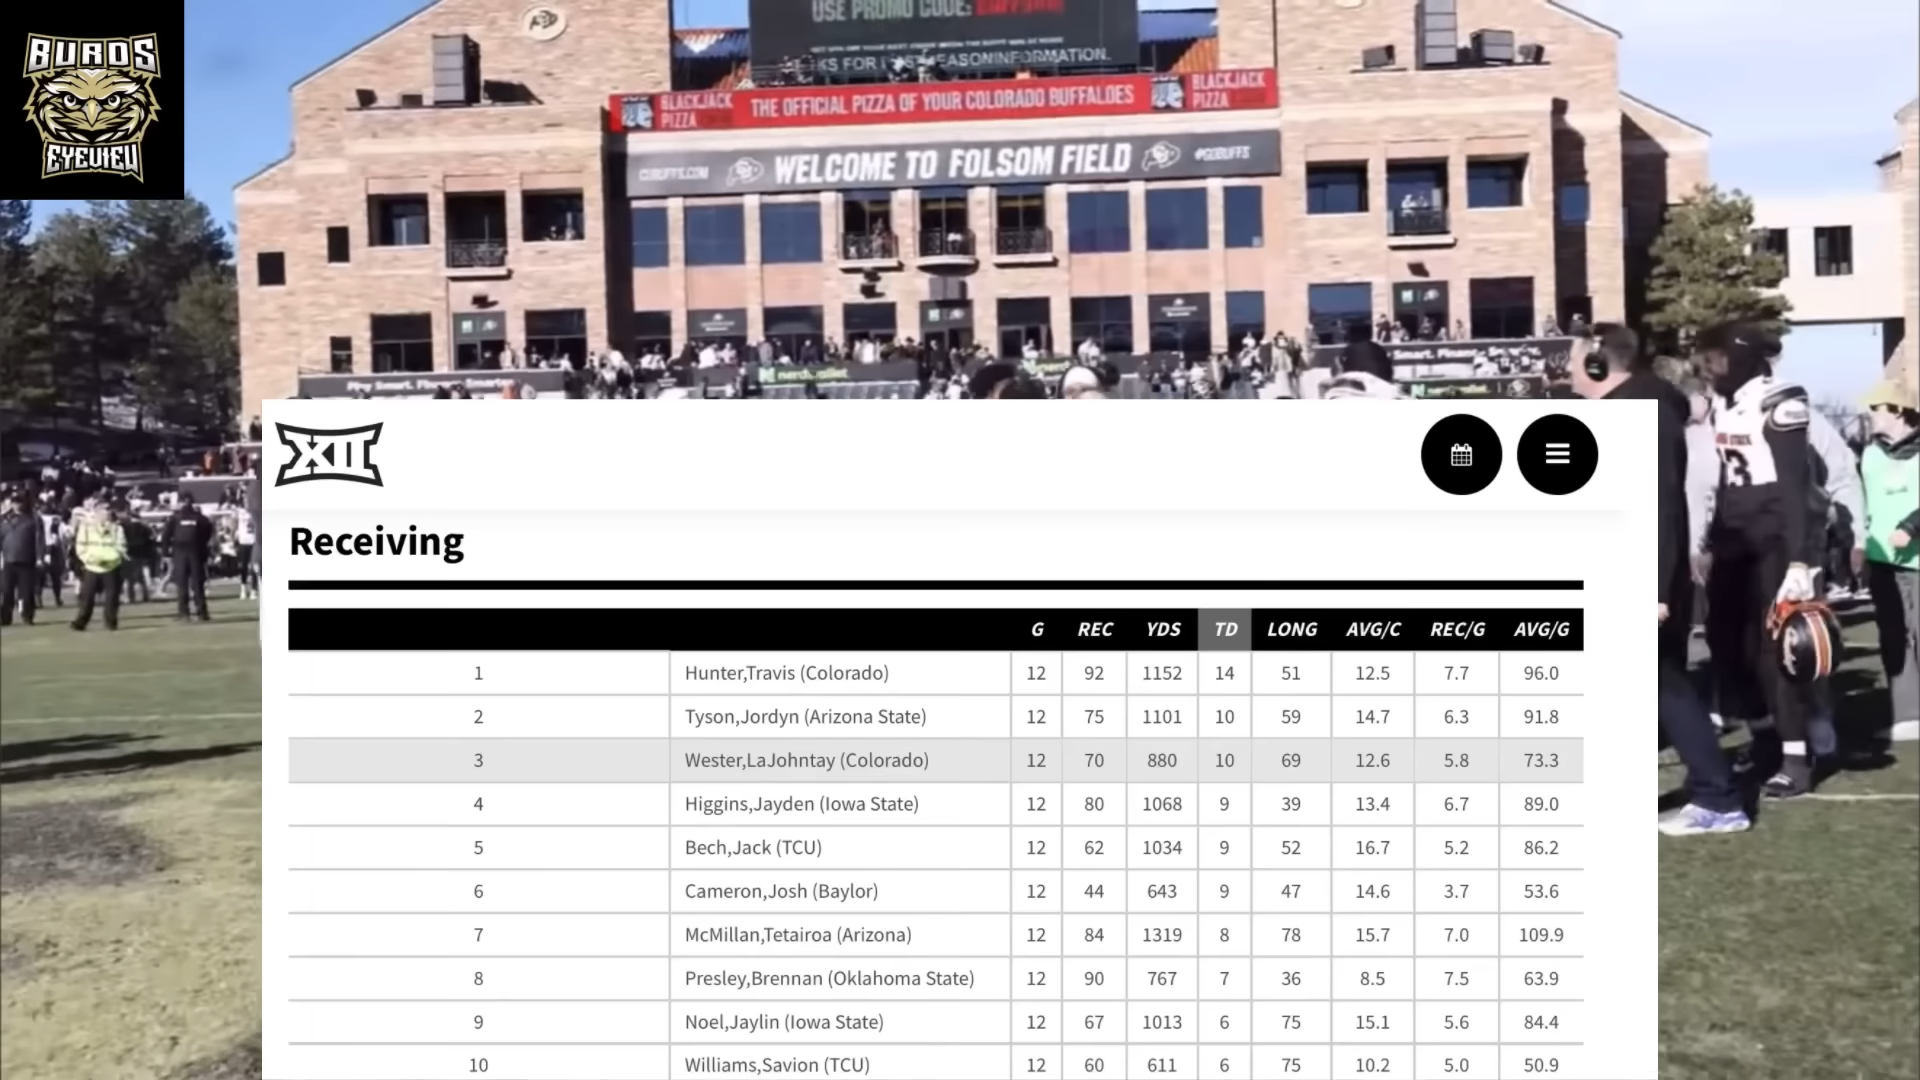 USE PROMO CODE:
BUROS
EYEVIEW
BLACKJACK PIZZA
THE OFFICIAL PIZZA OF YOUR COLORADO BUFFALOES
BLACKJACK PIZZA
CUBUFFS.COM
WELCOME TO FOLSOM FIELD
#GOBUFFS
Smart.
XII
Receiving
G REC YDS TD LONG AVG/C REC/G AVG/G
1 Hunter,Travis (Colorado) 12 92 1152 14 51 12.5 7.7 96.0
2 Tyson,Jordyn (Arizona State) 12 75 1101 10 59 14.7 6.3 91.8
3 Wester,LaJohntay (Colorado) 12 70 880 10 69 12.6 5.8 73.3
4 Higgins,Jayden (Iowa State) 12 80 1068 9 39 13.4 6.7 89.0
5 Bech,Jack (TCU) 12 62 1034 9 52 16.7 5.2 86.2
6 Cameron,Josh (Baylor) 12 44 643 9 47 14.6 3.7 53.6
7 McMillan,Tetairoa (Arizona) 12 84 1319 8 78 15.7 7.0 109.9
8 Presley,Brennan (Oklahoma State) 12 90 767 7 36 8.5 7.5 63.9
9 Noel,Jaylin (Iowa State) 12 67 1013 6 75 15.1 5.6 84.4
10 Williams,Savion (TCU) 12 60 611 6 75 10.2 5.0 50.9